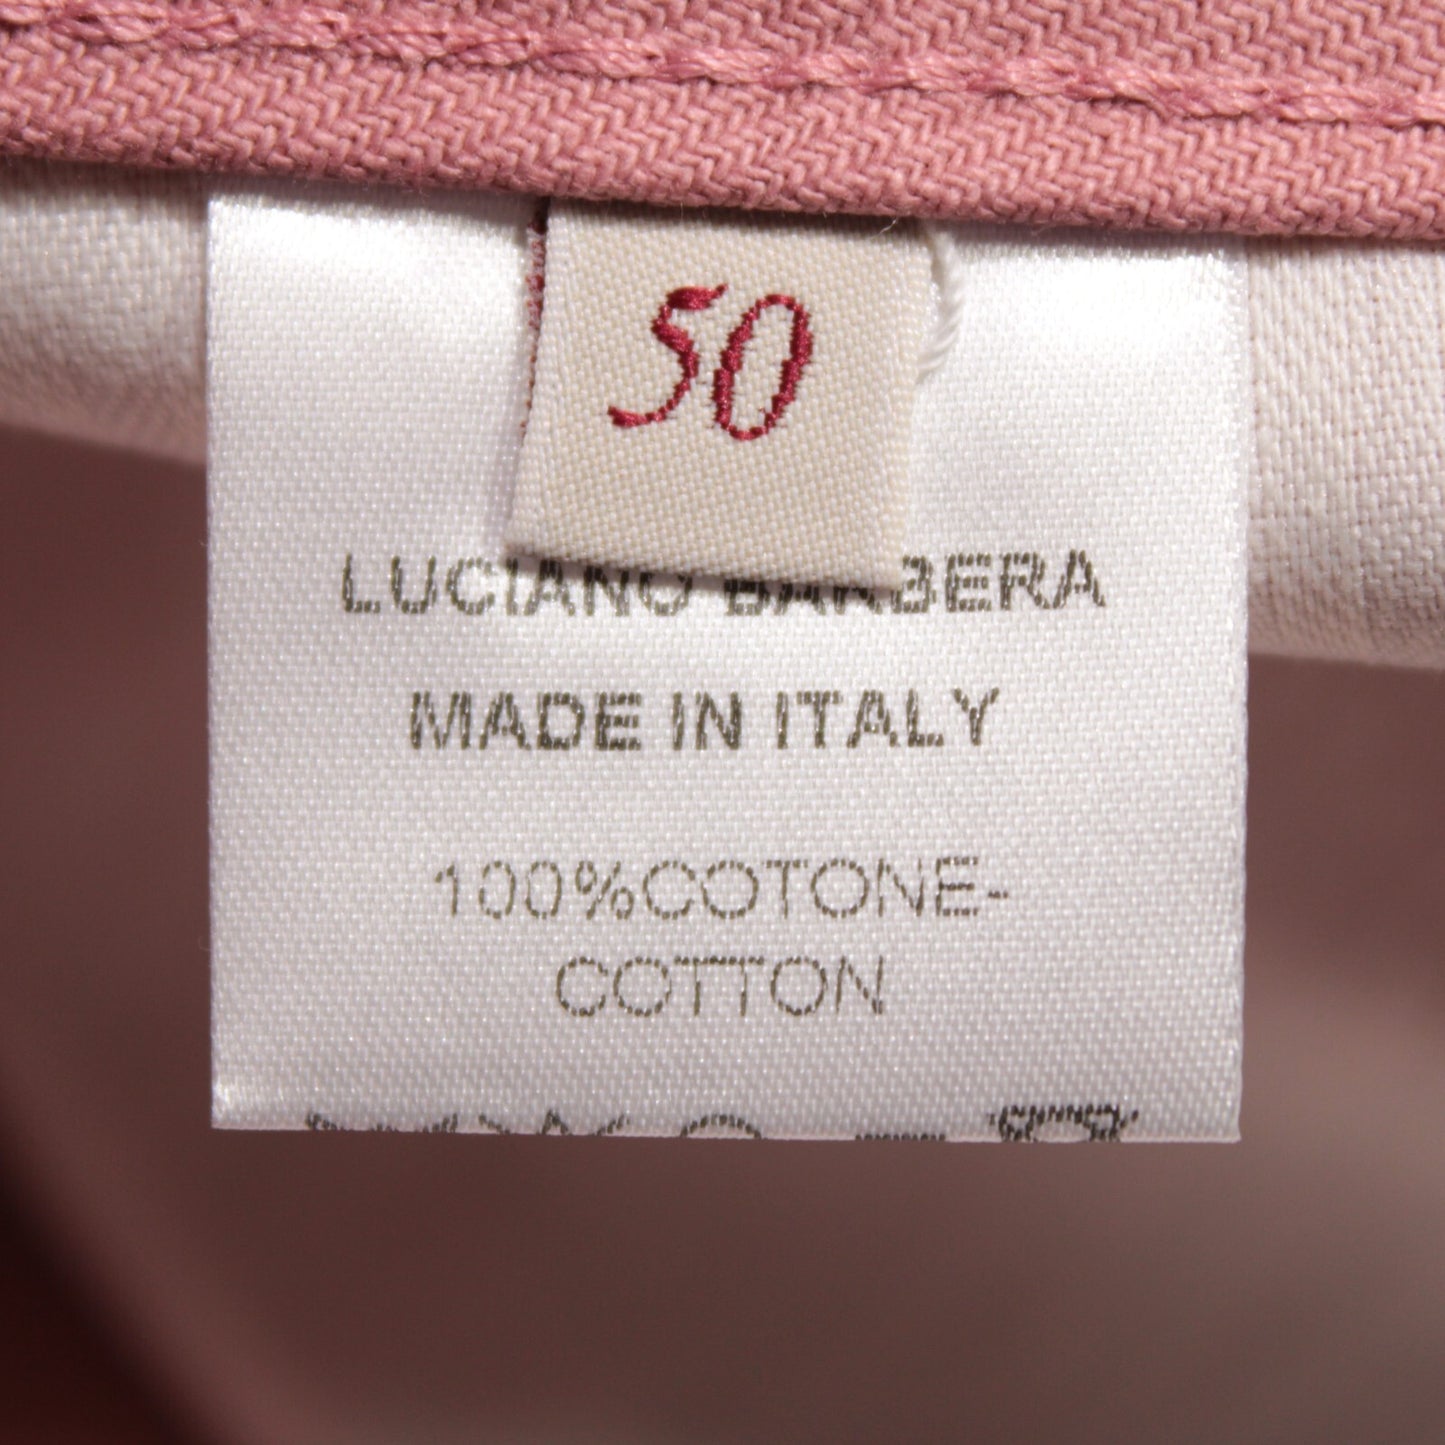 50
LUCIANO BARBERA
MADE IN ITALY
100%COTONE-
COTTON